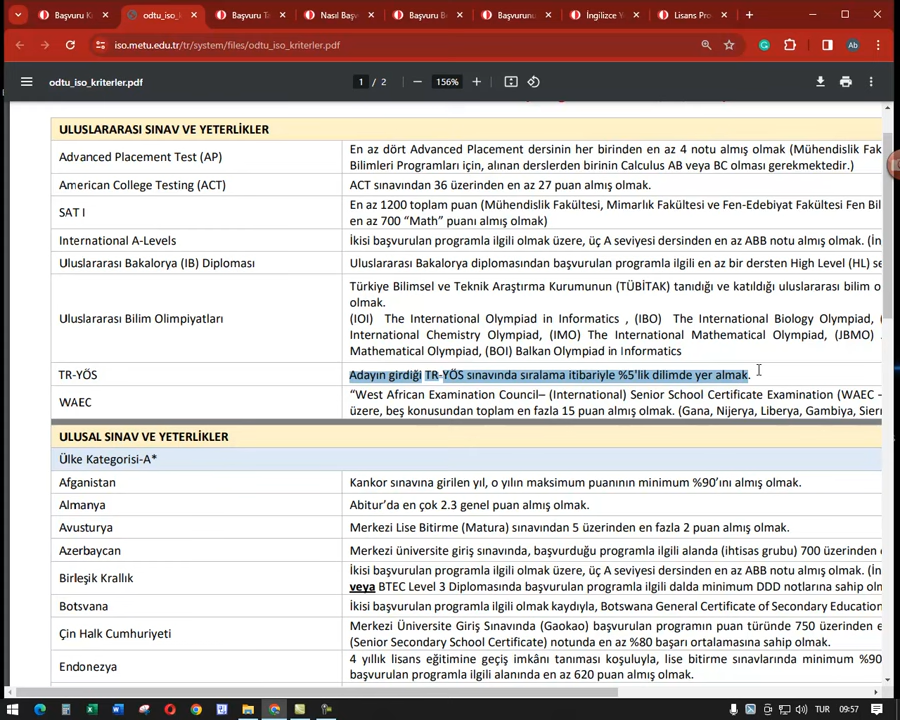 Başvuru K
odtu_iso_k
Başvuru T
Nasıl Başv
Başvuru B
Başvurun
İngilizce Y
Lisans Pro
iso.metu.edu.tr/tr/system/files/odtu_iso_kriterler.pdf
Ab
odtu_iso_kriterler.pdf
1 / 2
156%
ULUSLARARASI SINAV VE YETERLİKLER
Advanced Placement Test (AP)
En az dört Advanced Placement dersinin her birinden en az 4 notu almış olmak (Mühendislik Fak
Bilimleri Programları için, alınan derslerden birinin Calculus AB veya BC olması gerekmektedir.)
American College Testing (ACT)
ACT sınavından 36 üzerinden en az 27 puan almış olmak.
SAT I
En az 1200 toplam puan (Mühendislik Fakültesi, Mimarlık Fakültesi ve Fen-Edebiyat Fakültesi Fen Bil
en az 700 “Math” puanı almış olmak)
International A-Levels
İkisi başvurulan programla ilgili olmak üzere, üç A seviyesi dersinden en az ABB notu almış olmak. (İn
Uluslararası Bakalorya (IB) Diploması
Uluslararası Bakalorya diplomasından başvurulan programla ilgili en az bir dersten High Level (HL) se
Uluslararası Bilim Olimpiyatları
Türkiye Bilimsel ve Teknik Araştırma Kurumunun (TÜBİTAK) tanıdığı ve katıldığı uluslararası bilim o
olmak.
(IOI) The International Olympiad in Informatics , (IBO) The International Biology Olympiad, (
International Chemistry Olympiad, (IMO) The International Mathematical Olympiad, (JBMO)
Mathematical Olympiad, (BOI) Balkan Olympiad in Informatics
TR-YÖS
Adayın girdiği TR-YÖS sınavında sıralama itibariyle %5’lik dilimde yer almak.
WAEC
“West African Examination Council– (International) Senior School Certificate Examination (WAEC -
üzere, beş konusundan toplam en fazla 15 puan almış olmak. (Gana, Nijerya, Liberya, Gambiya, Sierr
ULUSAL SINAV VE YETERLİKLER
Ülke Kategorisi-A*
Afganistan
Kankor sınavına girilen yıl, o yılın maksimum puanının minimum %90’ını almış olmak.
Almanya
Abitur’da en çok 2.3 genel puan almış olmak.
Avusturya
Merkezi Lise Bitirme (Matura) sınavından 5 üzerinden en fazla 2 puan almış olmak.
Azerbaycan
Merkezi üniversite giriş sınavında, başvurduğu programla ilgili alanda (ihtisas grubu) 700 üzerinden
Birleşik Krallık
İkisi başvurulan programla ilgili olmak üzere, üç A seviyesi dersinden en az ABB notu almış olmak. (İn
veya BTEC Level 3 Diplomasında başvurulan programla ilgili dalda minimum DDD notlarına sahip olm
Botsvana
İkisi başvurulan programla ilgili olmak kaydıyla, Botswana General Certificate of Secondary Education
Çin Halk Cumhuriyeti
Merkezi Üniversite Giriş Sınavında (Gaokao) başvurulan programın puan türünde 750 üzerinden
(Senior Secondary School Certificate) notunda en az %80 başarı ortalamasına sahip olmak.
Endonezya
4 yıllık lisans eğitimine geçiş imkânı tanıması koşuluyla, lise bitirme sınavlarında minimum %90
başvurulan programla ilgili alanından en az 620 puan almış olmak.
TUR
09:57